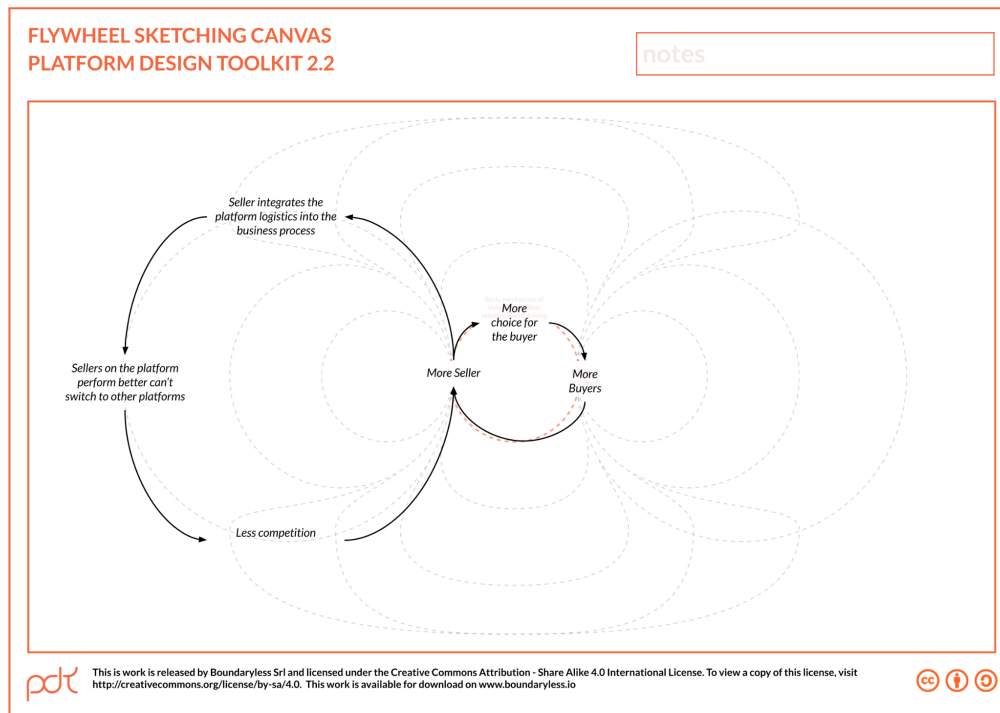 FLYWHEEL SKETCHING CANVAS
PLATFORM DESIGN TOOLKIT 2.2
notes
Seller integrates the
platform logistics into the
business process
More
choice for
the buyer
Sellers on the platform
perform better can't
switch to other platforms
More Seller
More
Buyers
Less competition
pdt
This is work is released by Boundaryless Srl and licensed under the Creative Commons Attribution - Share Alike 4.0 International License. To view a copy of this license, visit
http://creativecommons.org/license/by-sa/4.0. This work is available for download on www.boundaryless.io
cc